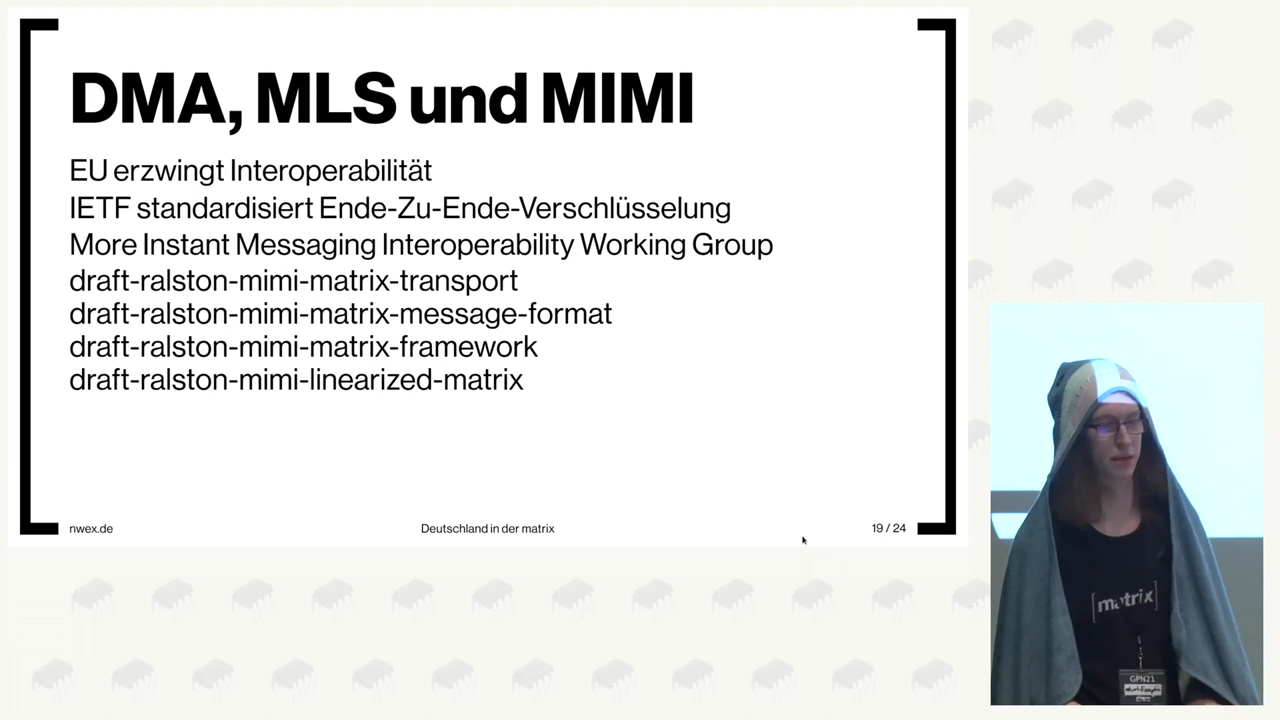 DMA, MLS und MIMI
EU erzwingt Interoperabilität
IETF standardisiert Ende-Zu-Ende-Verschlüsselung
More Instant Messaging Interoperability Working Group
draft-ralston-mimi-matrix-transport
draft-ralston-mimi-matrix-message-format
draft-ralston-mimi-matrix-framework
draft-ralston-mimi-linearized-matrix
nwex.de
Deutschland in der matrix
19 / 24
[matrix]
GPN21